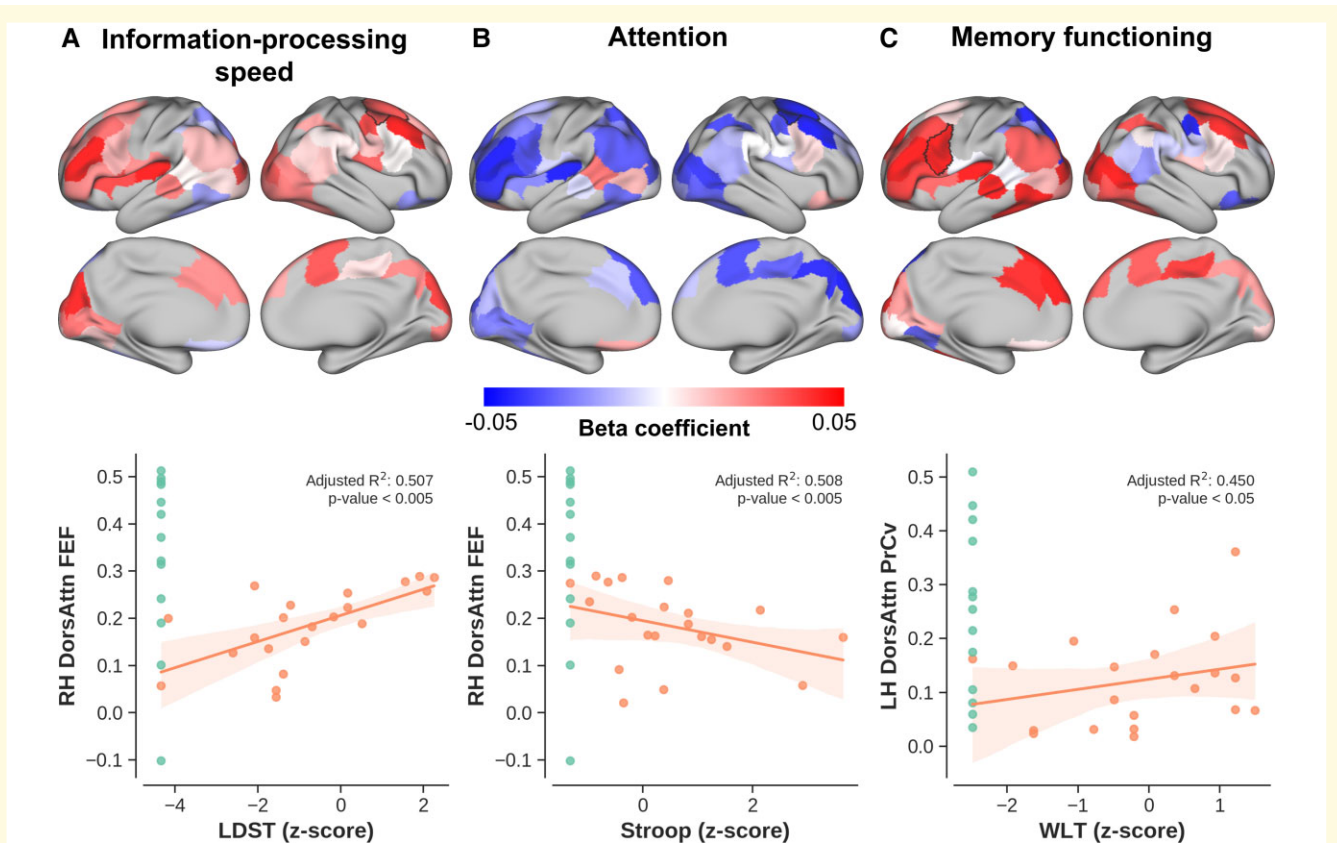 A Information-processing speed
B Attention
C Memory functioning
-0.05
0.05
Beta coefficient
RH DorsAttn FEF
0.5
0.4
0.3
0.2
0.1
0.0
−0.1
Adjusted R²: 0.507
p-value < 0.005
−4 −2 0 2
LDST (z-score)
RH DorsAttn FEF
0.5
0.4
0.3
0.2
0.1
0.0
−0.1
Adjusted R²: 0.508
p-value < 0.005
0 2
Stroop (z-score)
LH DorsAttn PrCv
0.5
0.4
0.3
0.2
0.1
0.0
Adjusted R²: 0.450
p-value < 0.05
−2 −1 0 1
WLT (z-score)